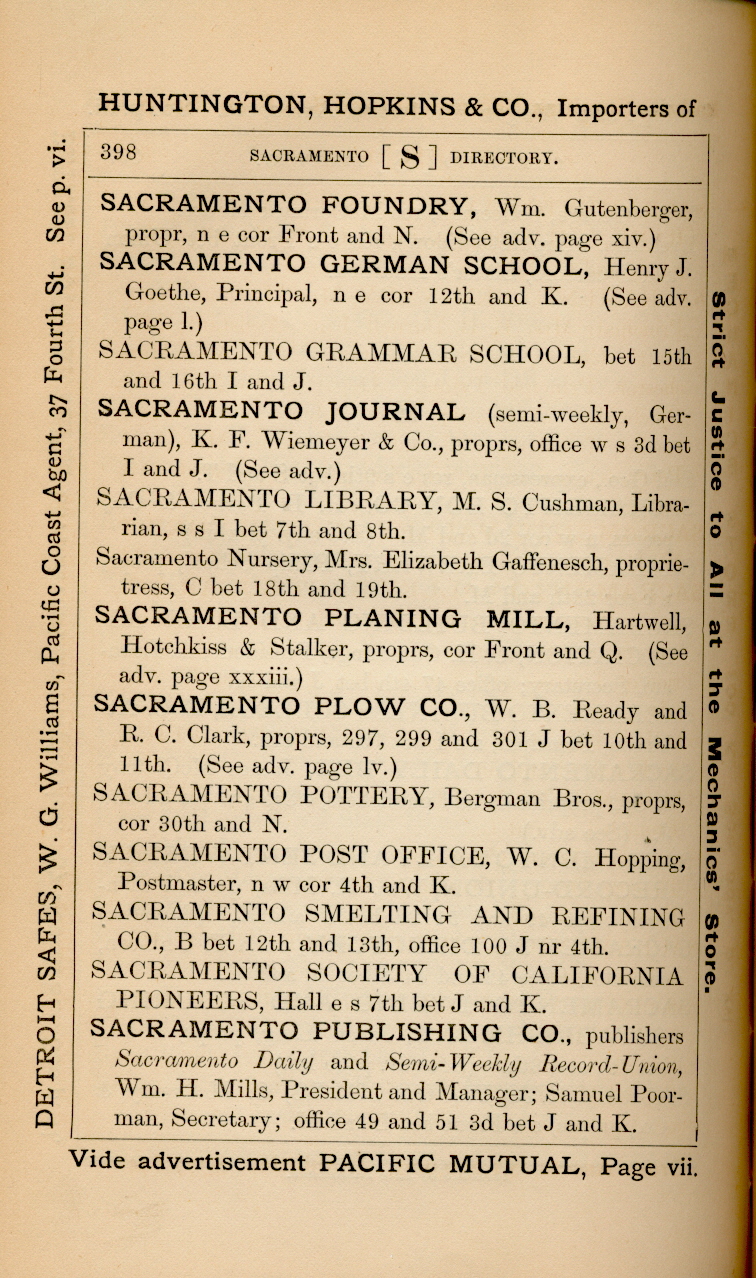 HUNTINGTON, HOPKINS & CO., Importers of
398 SACRAMENTO [ S ] DIRECTORY.
SACRAMENTO FOUNDRY, Wm. Gutenberger,
propr, n e cor Front and N. (See adv. page xiv.)
SACRAMENTO GERMAN SCHOOL, Henry J.
Goethe, Principal, n e cor 12th and K. (See adv.
page l.)
SACRAMENTO GRAMMAR SCHOOL, bet 15th
and 16th I and J.
SACRAMENTO JOURNAL (semi-weekly, Ger-
man), K. F. Wiemeyer & Co., proprs, office w s 3d bet
I and J. (See adv.)
SACRAMENTO LIBRARY, M. S. Cushman, Libra-
rian, s s I bet 7th and 8th.
Sacramento Nursery, Mrs. Elizabeth Gaffenesch, proprie-
tress, C bet 18th and 19th.
SACRAMENTO PLANING MILL, Hartwell,
Hotchkiss & Stalker, proprs, cor Front and Q. (See
adv. page xxxiii.)
SACRAMENTO PLOW CO., W. B. Ready and
R. C. Clark, proprs, 297, 299 and 301 J bet 10th and
11th. (See adv. page lv.)
SACRAMENTO POTTERY, Bergman Bros., proprs,
cor 30th and N.
SACRAMENTO POST OFFICE, W. C. Hopping,
Postmaster, n w cor 4th and K.
SACRAMENTO SMELTING AND REFINING
CO., B bet 12th and 13th, office 100 J nr 4th.
SACRAMENTO SOCIETY OF CALIFORNIA
PIONEERS, Hall e s 7th bet J and K.
SACRAMENTO PUBLISHING CO., publishers
Sacramento Daily and Semi-Weekly Record-Union,
Wm. H. Mills, President and Manager; Samuel Poor-
man, Secretary; office 49 and 51 3d bet J and K.
Vide advertisement PACIFIC MUTUAL, Page vii.
DETROIT SAFES, W. G. Williams, Pacific Coast Agent, 37 Fourth St. See p. vi.
Strict Justice to All at the Mechanics' Store.